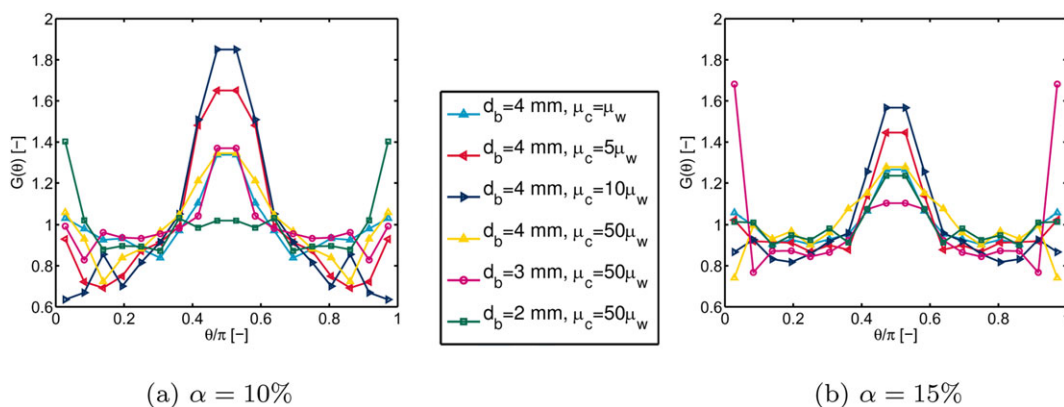 2
1.8
1.6
1.4
1.2
1
0.8
0.6
G(θ) [−]
0 0.2 0.4 0.6 0.8 1
θ/π [−]
d_b=4 mm, μ_c=μ_w
d_b=4 mm, μ_c=5μ_w
d_b=4 mm, μ_c=10μ_w
d_b=4 mm, μ_c=50μ_w
d_b=3 mm, μ_c=50μ_w
d_b=2 mm, μ_c=50μ_w
2
1.8
1.6
1.4
1.2
1
0.8
0.6
G(θ) [−]
0 0.2 0.4 0.6 0.8 1
θ/π [−]
(a) α = 10%
(b) α = 15%